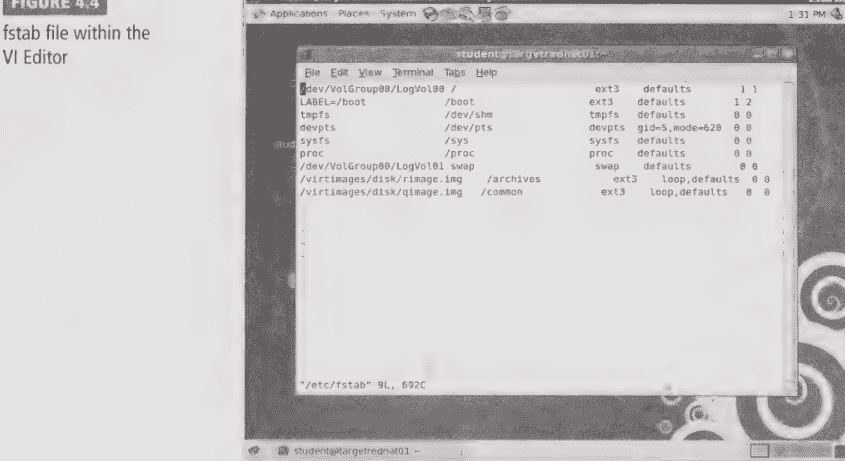 FIGURE 4.4
fstab file within the
VI Editor
Applications Places System
1:31 PM
student@targetrednat01:~
File Edit View Terminal Tabs Help
/dev/VolGroup00/LogVol00 / ext3 defaults 1 1
LABEL=/boot /boot ext3 defaults 1 2
tmpfs /dev/shm tmpfs defaults 0 0
devpts /dev/pts devpts gid=5,mode=620 0 0
sysfs /sys sysfs defaults 0 0
proc /proc proc defaults 0 0
/dev/VolGroup00/LogVol01 swap swap defaults 0 0
/virtimages/disk/rimage.img /archives ext3 loop,defaults 0 0
/virtimages/disk/qimage.img /common ext3 loop,defaults 0 0
"/etc/fstab" 9L, 692C
student@targetrednat01:~